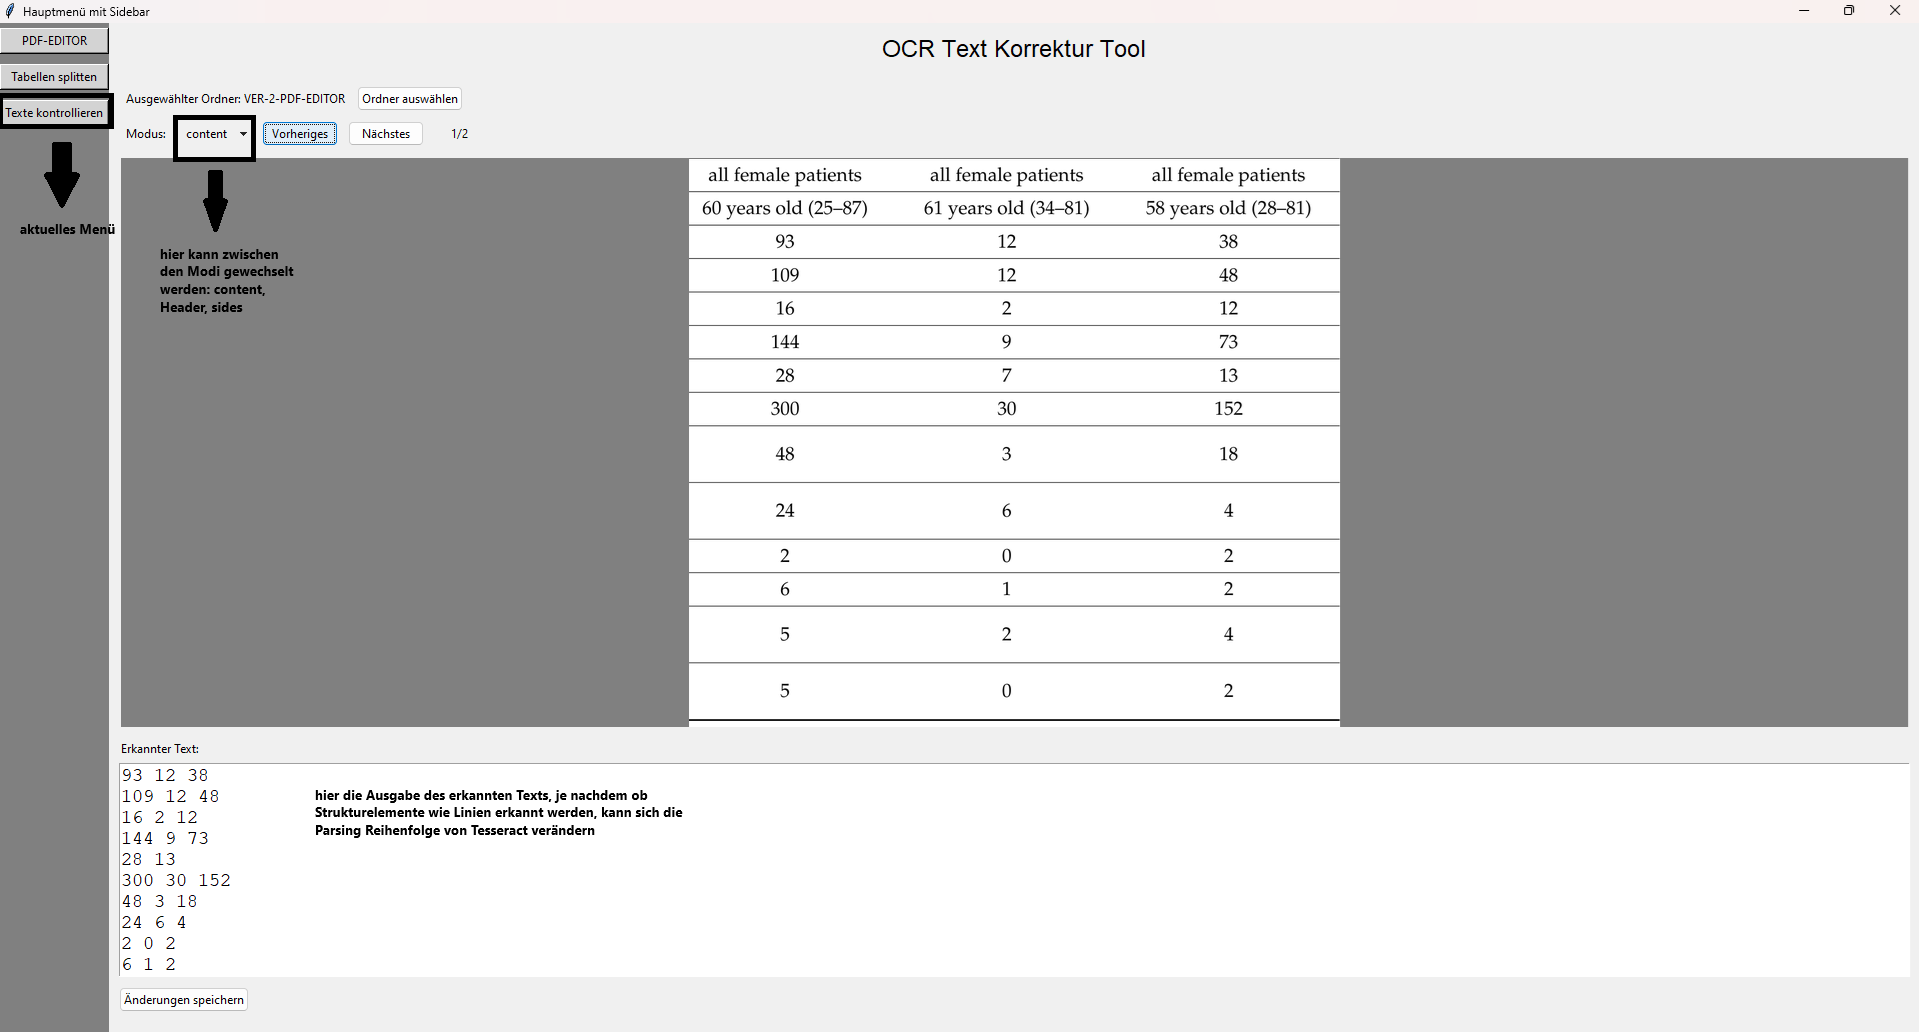 Hauptmenü mit Sidebar
PDF-EDITOR
Tabellen splitten
Texte kontrollieren
aktuelles Menü
OCR Text Korrektur Tool
Ausgewählter Ordner: VER-2-PDF-EDITOR Ordner auswählen
Modus: content Vorheriges Nächstes 1/2
hier kann zwischen
den Modi gewechselt
werden: content,
Header, sides
all female patients all female patients all female patients
60 years old (25–87) 61 years old (34–81) 58 years old (28–81)
93 12 38
109 12 48
16 2 12
144 9 73
28 7 13
300 30 152
48 3 18
24 6 4
2 0 2
6 1 2
5 2 4
5 0 2
Erkannter Text:
93 12 38
109 12 48
16 2 12
144 9 73
28 13
300 30 152
48 3 18
24 6 4
2 0 2
6 1 2
hier die Ausgabe des erkannten Texts, je nachdem ob
Strukturelemente wie Linien erkannt werden, kann sich die
Parsing Reihenfolge von Tesseract verändern
Änderungen speichern